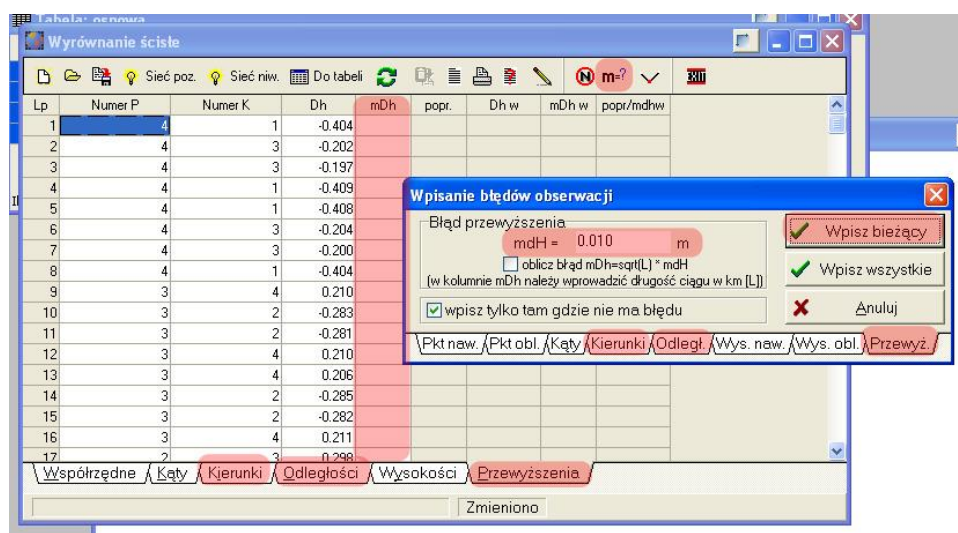 Tabela: osnowa
Wyrównanie ścisłe
Sieć poz. Sieć niw. Do tabeli N m=? EXIT
Lp Numer P Numer K Dh mDh popr. Dh w mDh w popr/mdhw
1 4 1 -0.404
2 4 3 -0.202
3 4 3 -0.197
4 4 1 -0.409
5 4 1 -0.408
6 4 3 -0.204
7 4 3 -0.200
8 4 1 -0.404
9 3 4 0.210
10 3 2 -0.283
11 3 2 -0.281
12 3 4 0.210
13 3 4 0.206
14 3 2 -0.285
15 3 2 -0.282
16 3 4 0.211
17 2 3 0.298
Współrzędne Kąty Kierunki Odległości Wysokości Przewyższenia
Zmieniono
Wpisanie błędów obserwacji
Błąd przewyższenia
mdH = 0.010 m
oblicz błąd mDh=sqrt(L) * mdH
(w kolumnie mDh należy wprowadzić długość ciągu w km [L])
wpisz tylko tam gdzie nie ma błędu
Wpisz bieżący
Wpisz wszystkie
Anuluj
Pkt naw. Pkt obl. Kąty Kierunki Odległ. Wys. naw. Wys. obl. Przewyż.